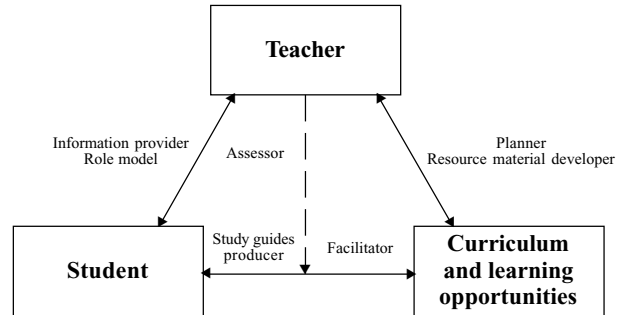 Teacher
Information provider
Role model
Assessor
Planner
Resource material developer
Study guides
producer
Facilitator
Student
Curriculum
and learning
opportunities